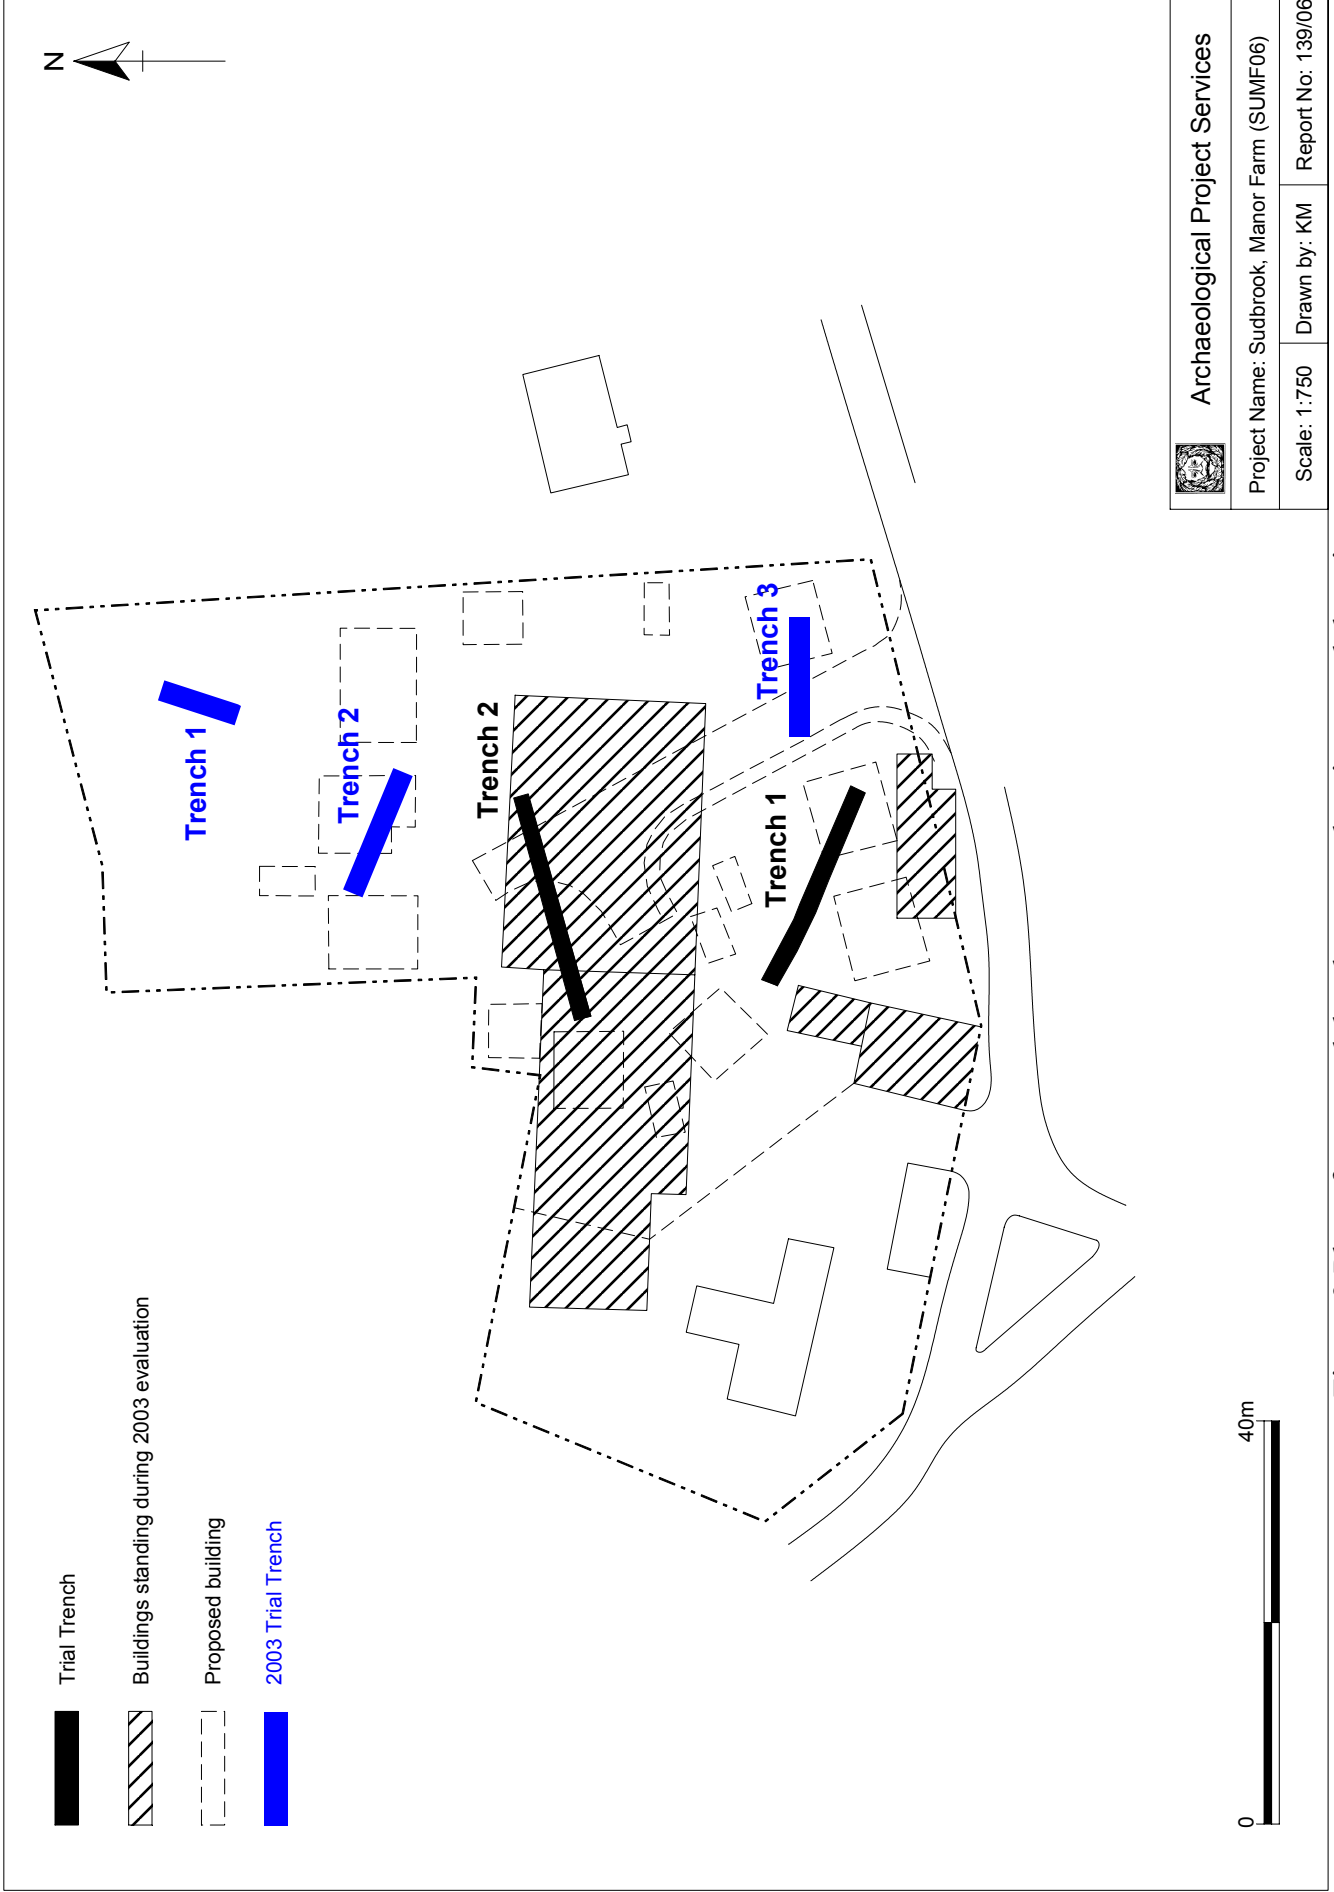 Trial Trench
Buildings standing during 2003 evaluation
Proposed building
2003 Trial Trench
N
Trench 1
Trench 2
Trench 2
Trench 3
Trench 1
0
40m
Archaeological Project Services
Project Name: Sudbrook, Manor Farm (SUMF06)
Scale: 1:750
Drawn by: KM
Report No: 139/06